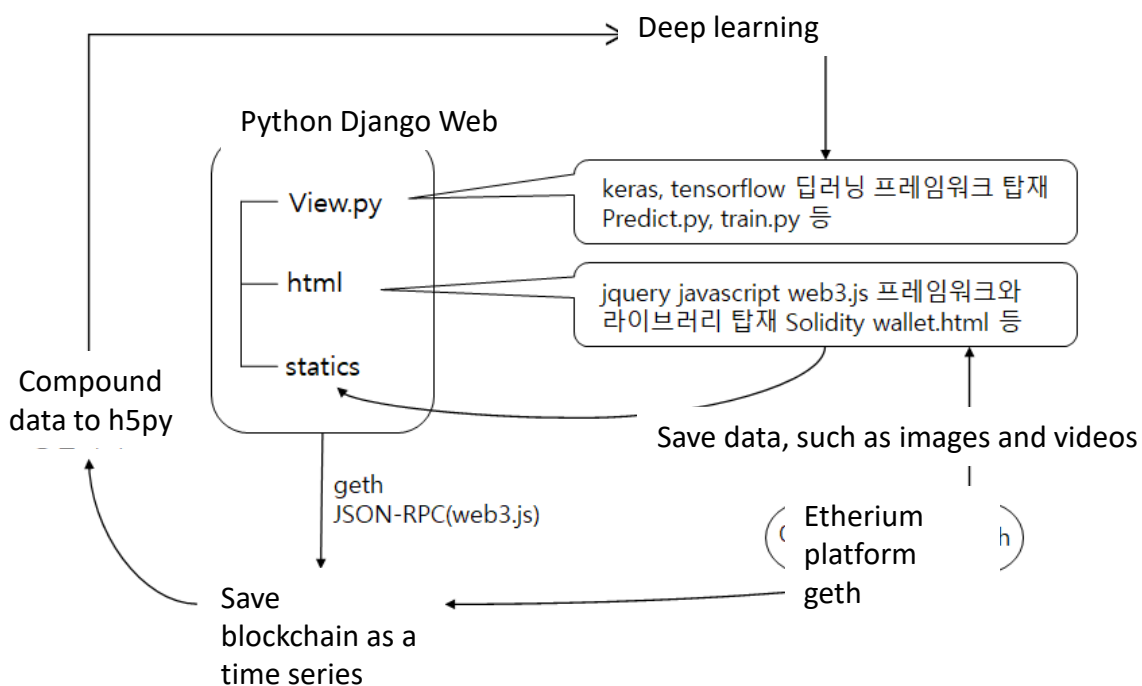 Deep learning
Python Django Web
View.py
keras, tensorflow 딥러닝 프레임워크 탑재
Predict.py, train.py 등
html
jquery javascript web3.js 프레임워크와
라이브러리 탑재 Solidity wallet.html 등
statics
Compound
data to h5py
Save data, such as images and videos
geth
JSON-RPC(web3.js)
Etherium
platform
geth
h
Save
blockchain as a
time series